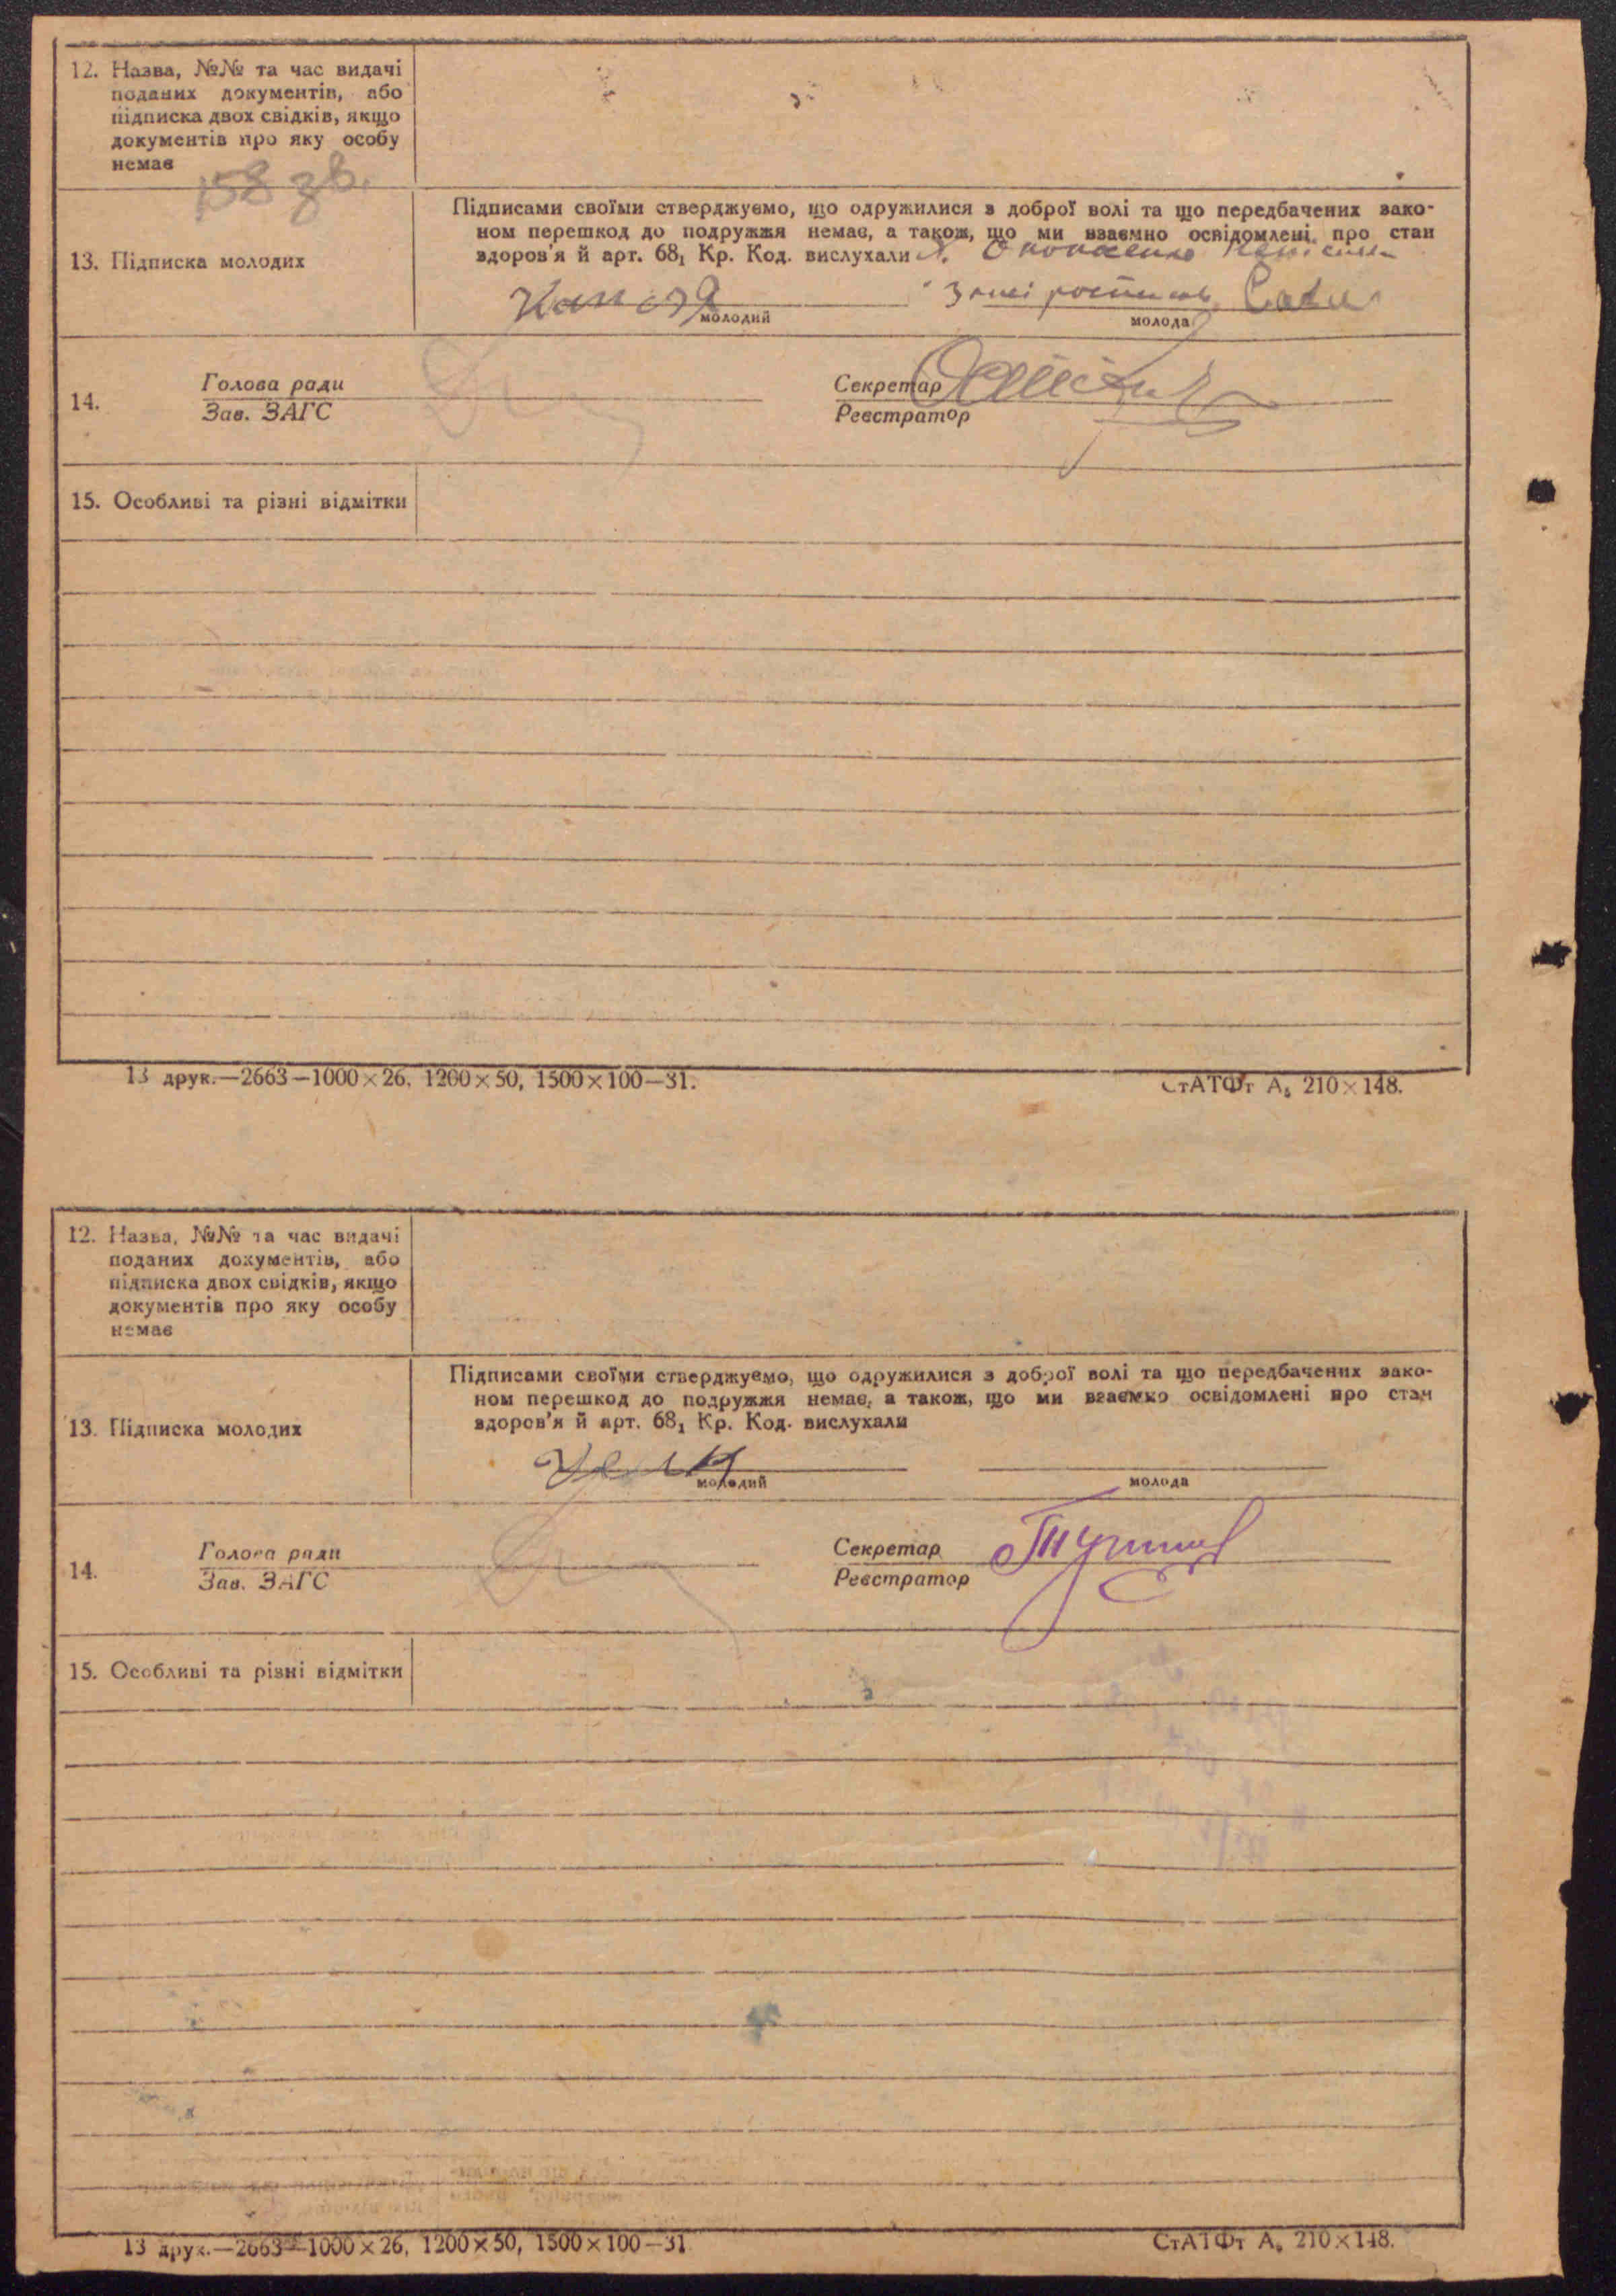 12. Назва, №№ та час видачі
поданих документів, або
підписка двох свідків, якщо
документів про яку особу
немає
158 зв.
13. Підписка молодих
Підписами своїми стверджуємо, що одружилися з доброї волі та що передбачених зако-
ном перешкод до подружжя немає, а також, що ми взаємно освідомлені про стан
здоров'я й арт. 68₁ Кр. Код. вислухали
молодий
молода
14.
Голова ради
Зав. ЗАГС
Секретар
Реєстратор
15. Особливі та різні відмітки
13 друк.—2663—1000×26, 1200×50, 1500×100—31.
СтАТФт А₅ 210×148.
12. Назва, №№ та час видачі
поданих документів, або
підписка двох свідків, якщо
документів про яку особу
немає
13. Підписка молодих
Підписами своїми стверджуємо, що одружилися з доброї волі та що передбачених зако-
ном перешкод до подружжя немає, а також, що ми взаємно освідомлені про стан
здоров'я й арт. 68₁ Кр. Код. вислухали
молодий
молода
14.
Голова ради
Зав. ЗАГС
Секретар
Реєстратор
15. Особливі та різні відмітки
13 друк.—2663—1000×26, 1200×50, 1500×100—31
СтАТФт А₅ 210×148.